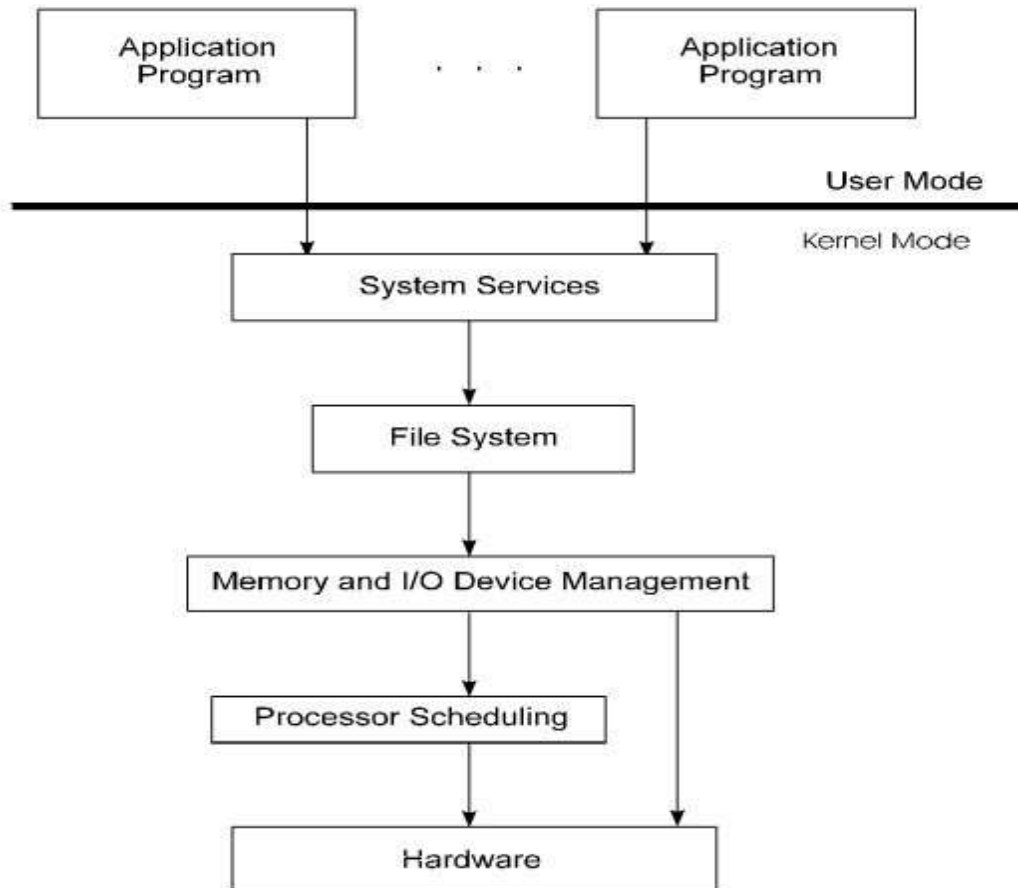 Application
Program
. . .
Application
Program
User Mode
Kernel Mode
System Services
File System
Memory and I/O Device Management
Processor Scheduling
Hardware